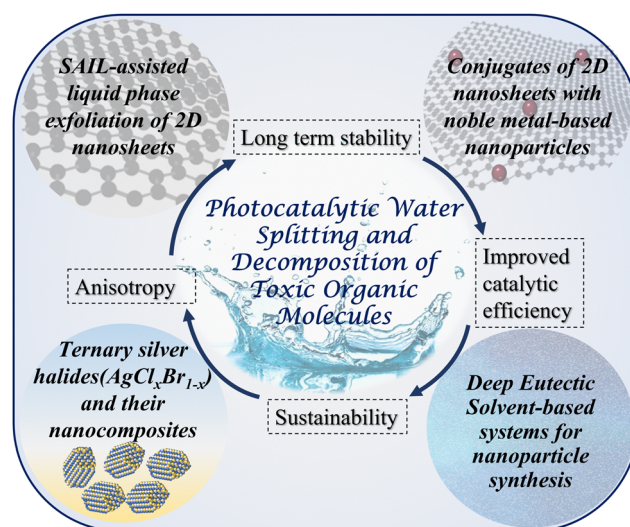 SAIL-assisted
liquid phase
exfoliation of 2D
nanosheets
Conjugates of 2D
nanosheets with
noble metal-based
nanoparticles
Long term stability
Photocatalytic Water
Splitting and
Decomposition of
Toxic Organic
Molecules
Anisotropy
Improved
catalytic
efficiency
Ternary silver
halides(AgClxBr1-x)
and their
nanocomposites
Sustainability
Deep Eutectic
Solvent-based
systems for
nanoparticle
synthesis